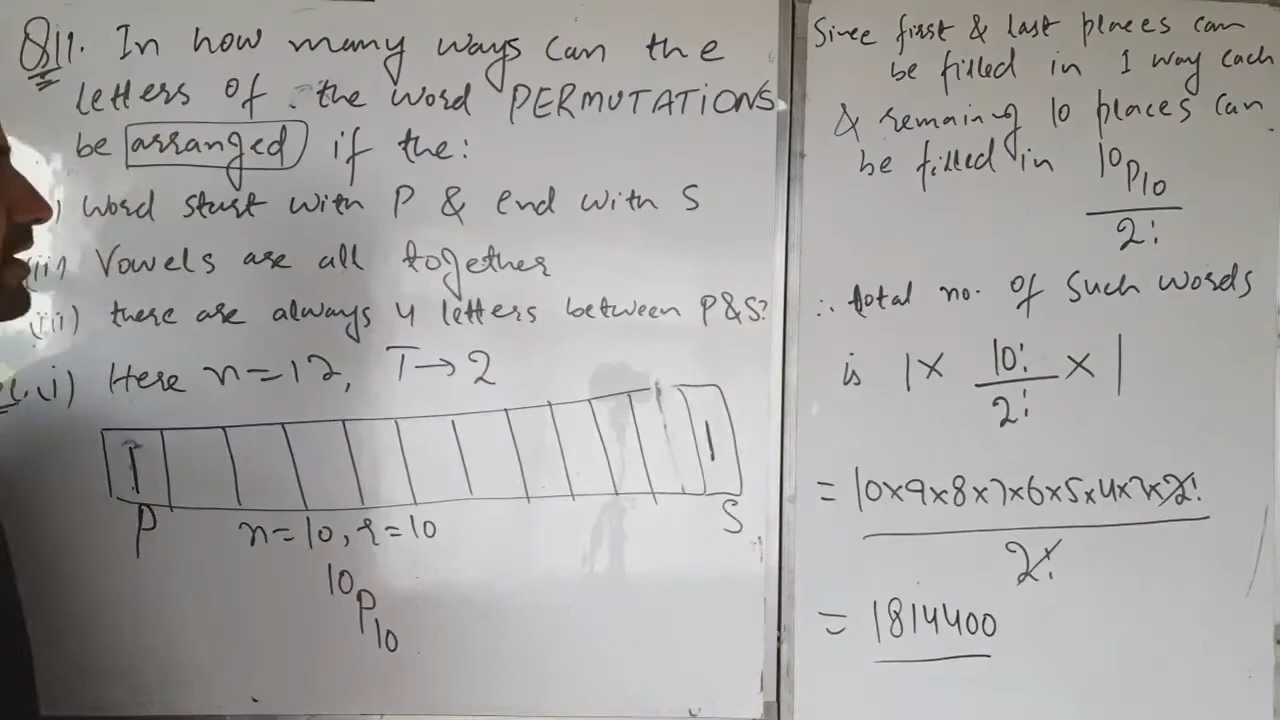 Q11. In how many ways can the
letters of the word PERMUTATIONS
be arranged if the:
) word start with P & end with S
(ii) Vowels are all together
(iii) there are always 4 letters between P&S?
(i) Here n=12, T→2
1 1
P S
n=10, r=10
¹⁰P₁₀
Since first & last places can
be filled in 1 way each
& remaining 10 places can
be filled in ¹⁰P₁₀
2!
∴ total no. of such words
is 1× 10! ×1
2!
= 10×9×8×7×6×5×4×3×2!
2!
= 1814400